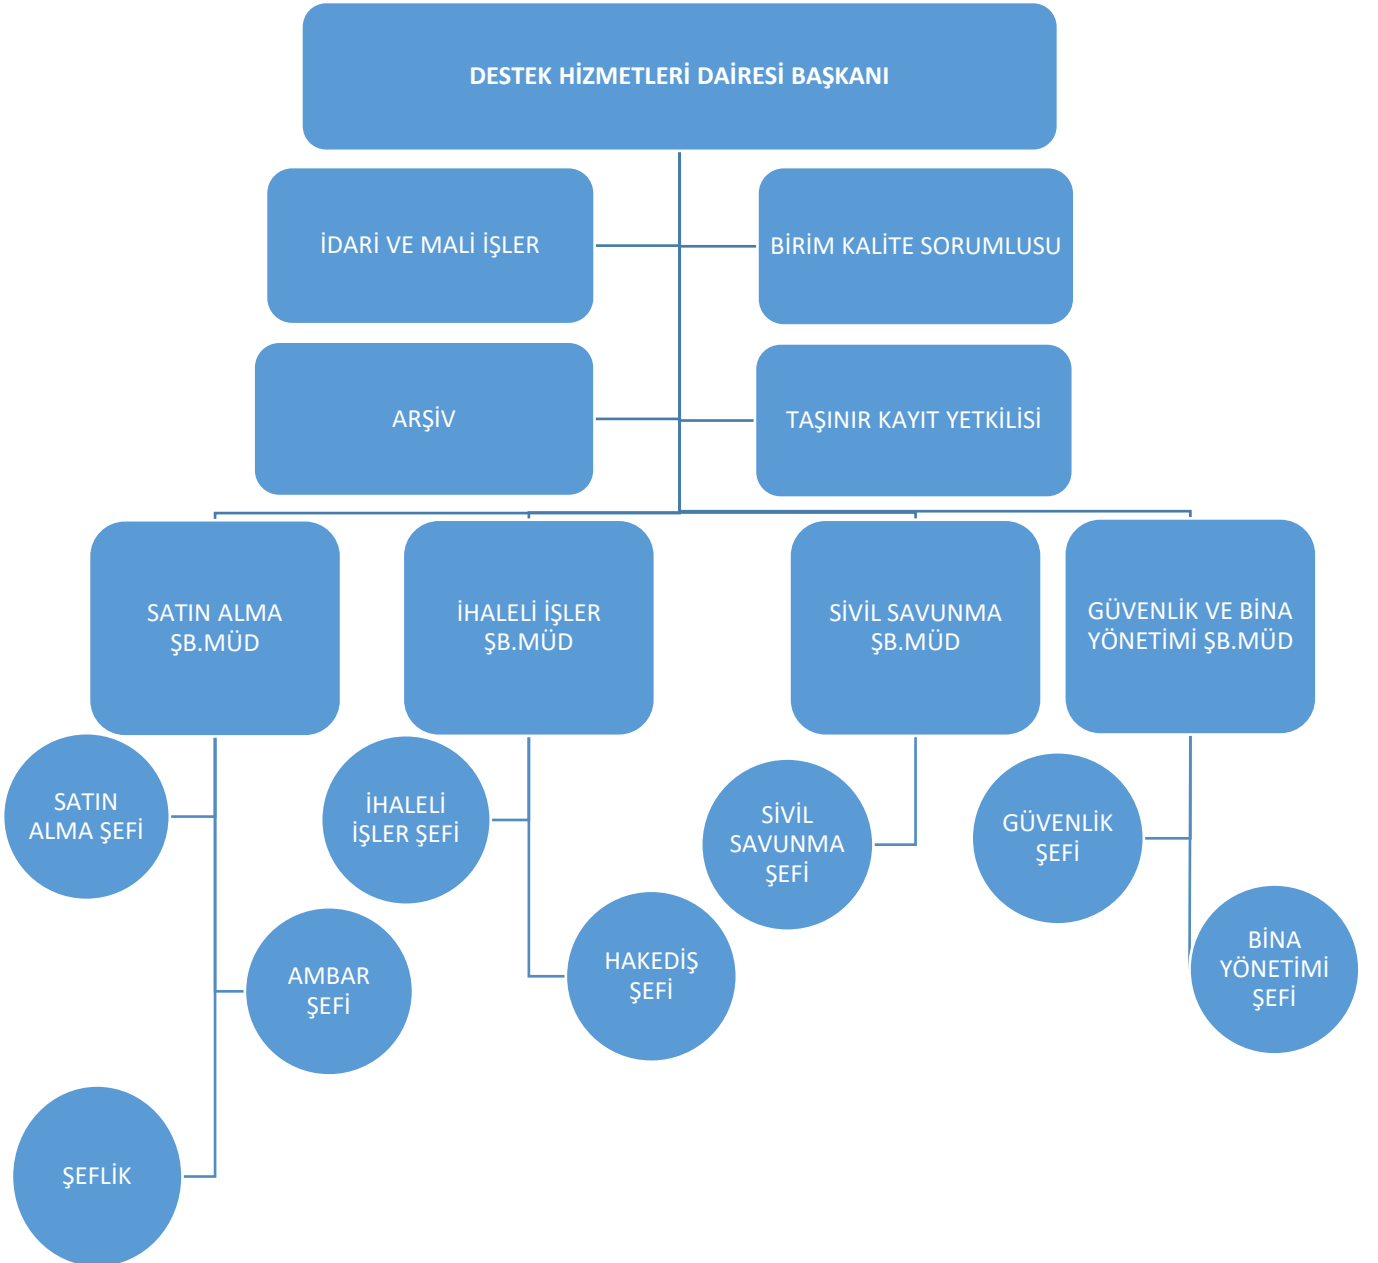 DESTEK HİZMETLERİ DAİRESİ BAŞKANI
İDARİ VE MALİ İŞLER
BİRİM KALİTE SORUMLUSU
ARŞİV
TAŞINIR KAYIT YETKİLİSİ
SATIN ALMA
ŞB.MÜD
İHALELİ İŞLER
ŞB.MÜD
SİVİL SAVUNMA
ŞB.MÜD
GÜVENLİK VE BİNA
YÖNETİMİ ŞB.MÜD
SATIN
ALMA ŞEFİ
İHALELİ
İŞLER ŞEFİ
SİVİL
SAVUNMA
ŞEFİ
GÜVENLİK
ŞEFİ
AMBAR
ŞEFİ
HAKEDİŞ
ŞEFİ
BİNA
YÖNETİMİ
ŞEFİ
ŞEFLİK